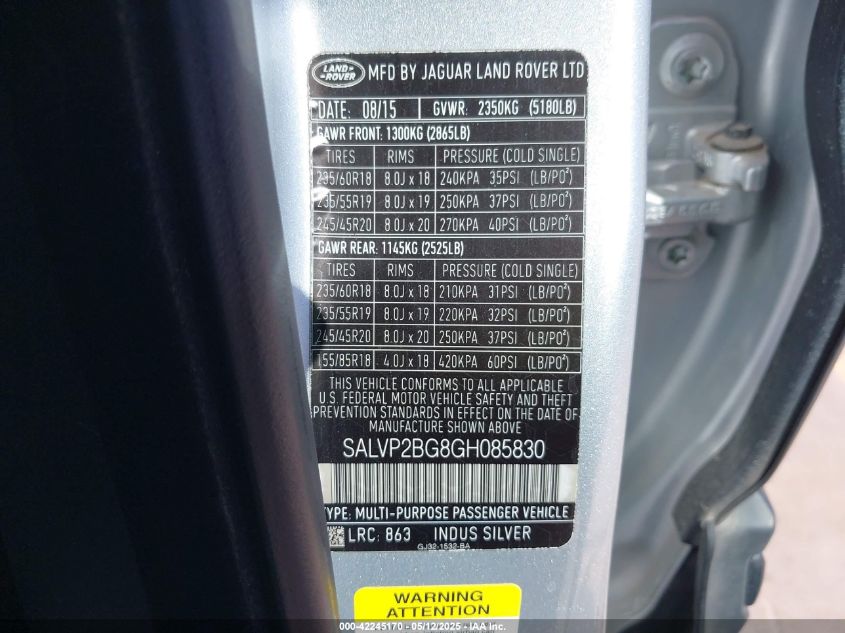 LAND ROVER MFD BY JAGUAR LAND ROVER LTD
DATE: 08/15 GVWR: 2350KG (5180LB)
GAWR FRONT: 1300KG (2865LB)
TIRES RIMS PRESSURE (COLD SINGLE)
235/60R18 8.0J x 18 240KPA 35PSI (LB/PO²)
235/55R19 8.0J x 19 250KPA 37PSI (LB/PO²)
245/45R20 8.0J x 20 270KPA 40PSI (LB/PO²)
GAWR REAR: 1145KG (2525LB)
TIRES RIMS PRESSURE (COLD SINGLE)
235/60R18 8.0J x 18 210KPA 31PSI (LB/PO²)
235/55R19 8.0J x 19 220KPA 32PSI (LB/PO²)
245/45R20 8.0J x 20 250KPA 37PSI (LB/PO²)
155/85R18 4.0J x 18 420KPA 60PSI (LB/PO²)
THIS VEHICLE CONFORMS TO ALL APPLICABLE
U.S. FEDERAL MOTOR VEHICLE SAFETY AND THEFT
PREVENTION STANDARDS IN EFFECT ON THE DATE OF
MANUFACTURE SHOWN ABOVE
SALVP2BG8GH085830
TYPE: MULTI-PURPOSE PASSENGER VEHICLE
LRC: 863 INDUS SILVER
GJ32-1532-BA
WARNING
ATTENTION
000-42245170 - 05/12/2025 - IAA Inc.